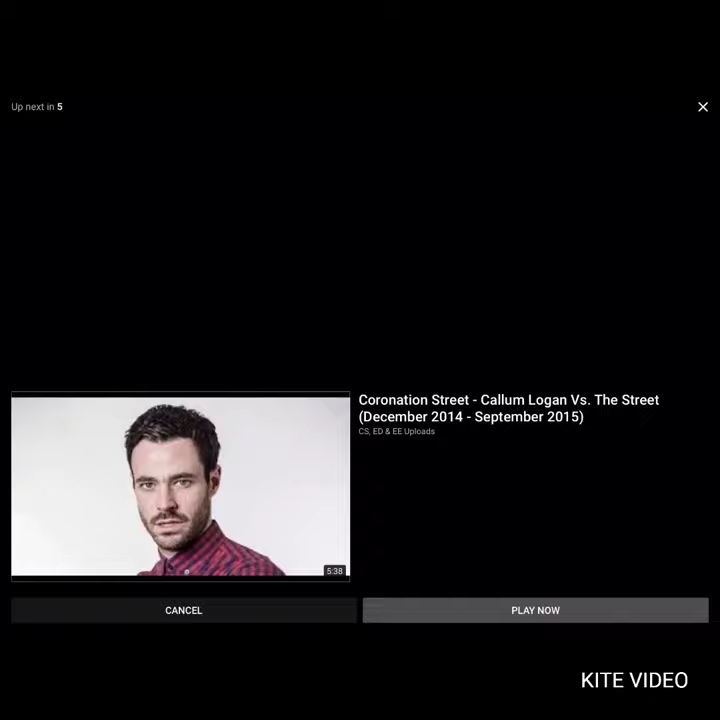 Up next in 5
Coronation Street - Callum Logan Vs. The Street
(December 2014 - September 2015)
CS, ED & EE Uploads
5:38
CANCEL
PLAY NOW
KITE VIDEO